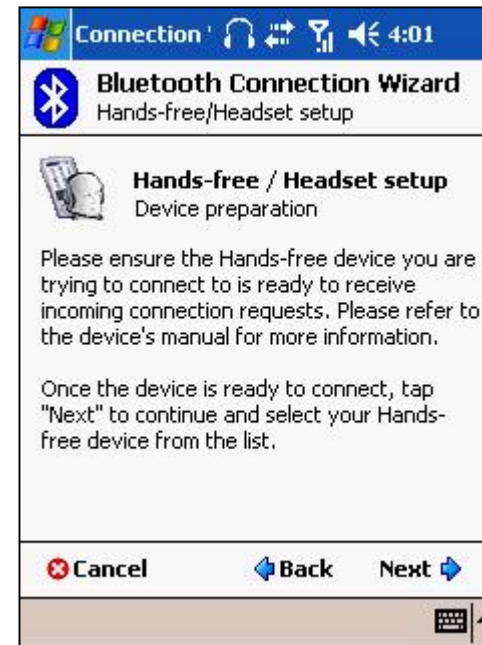 Connection ' 4:01
Bluetooth Connection Wizard
Hands-free/Headset setup
Hands-free / Headset setup
Device preparation
Please ensure the Hands-free device you are
trying to connect to is ready to receive
incoming connection requests. Please refer to
the device's manual for more information.
Once the device is ready to connect, tap
"Next" to continue and select your Hands-
free device from the list.
Cancel Back Next